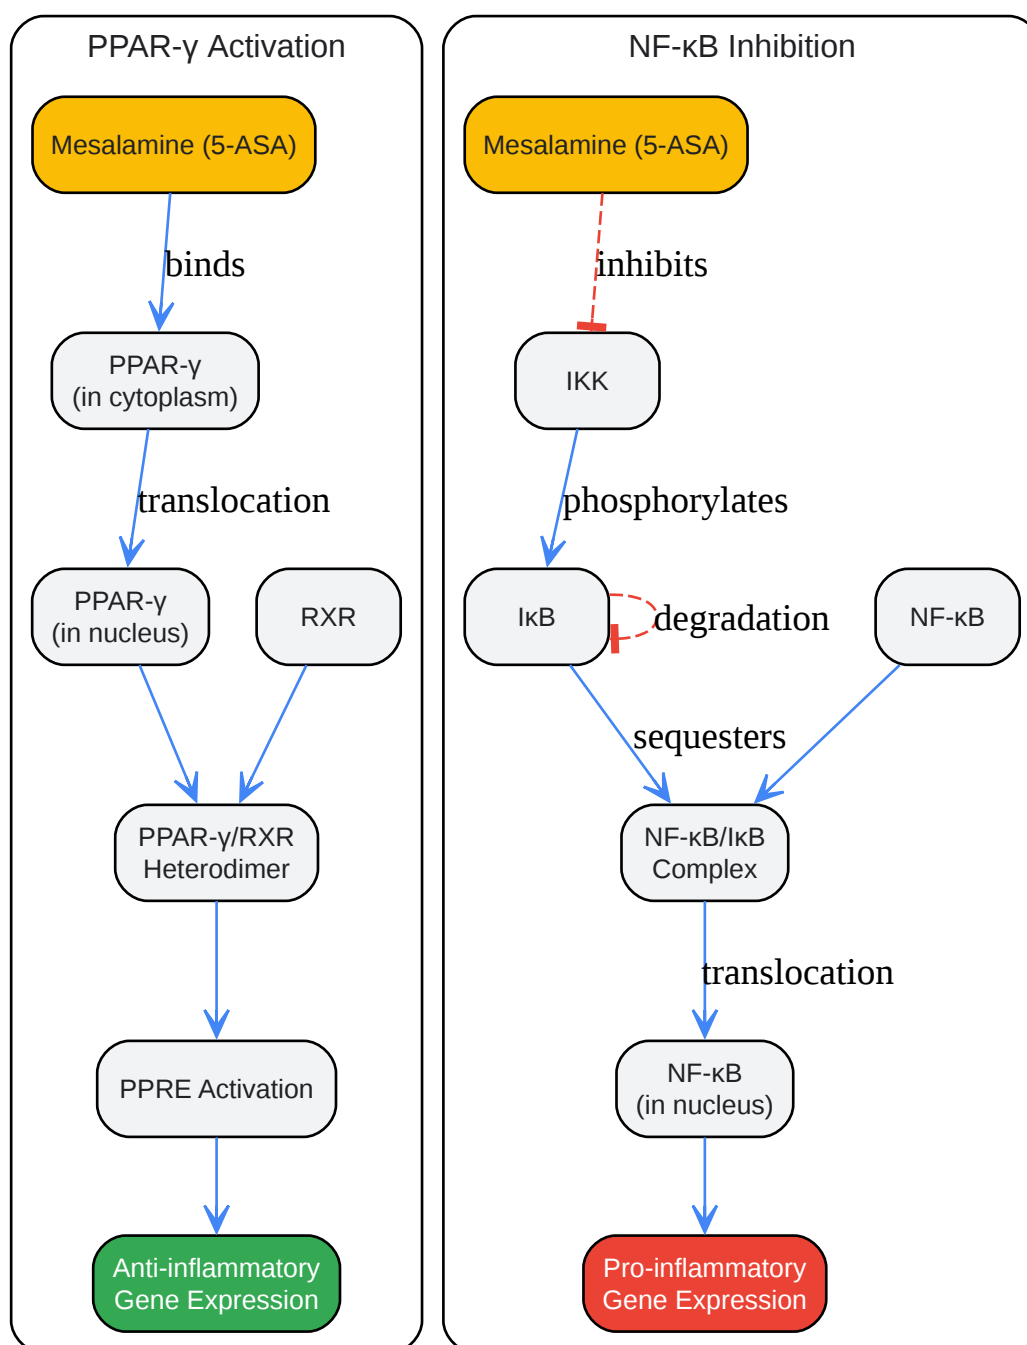 PPAR-γ Activation
Mesalamine (5-ASA)
binds
PPAR-γ
(in cytoplasm)
translocation
PPAR-γ
(in nucleus)
RXR
PPAR-γ/RXR
Heterodimer
PPRE Activation
Anti-inflammatory
Gene Expression
NF-κB Inhibition
Mesalamine (5-ASA)
inhibits
IKK
phosphorylates
IκB
degradation
NF-κB
sequesters
NF-κB/IκB
Complex
translocation
NF-κB
(in nucleus)
Pro-inflammatory
Gene Expression